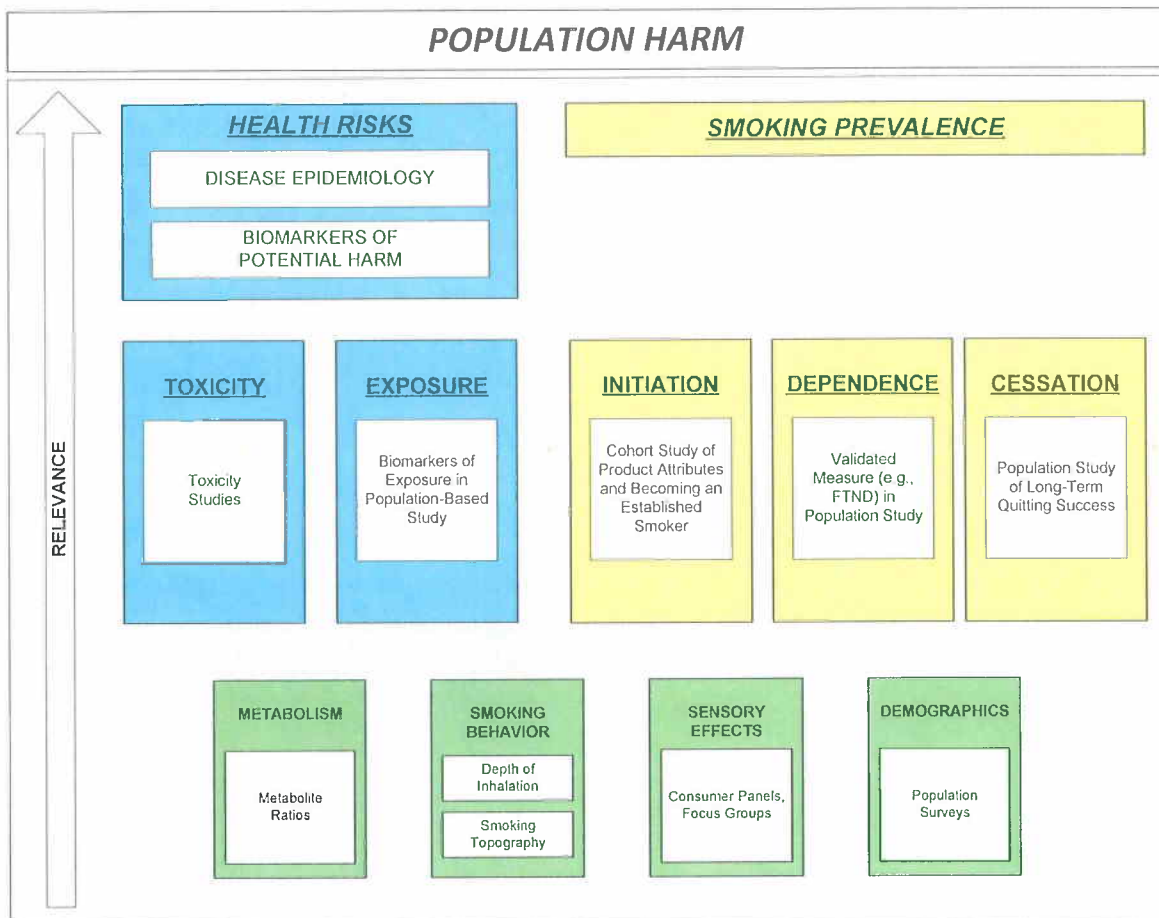 POPULATION HARM
RELEVANCE
HEALTH RISKS
DISEASE EPIDEMIOLOGY
BIOMARKERS OF
POTENTIAL HARM
SMOKING PREVALENCE
TOXICITY
Toxicity
Studies
EXPOSURE
Biomarkers of
Exposure in
Population-Based
Study
INITIATION
Cohort Study of
Product Attributes
and Becoming an
Established
Smoker
DEPENDENCE
Validated
Measure (e.g.,
FTND) in
Population Study
CESSATION
Population Study
of Long-Term
Quitting Success
METABOLISM
Metabolite
Ratios
SMOKING
BEHAVIOR
Depth of
Inhalation
Smoking
Topography
SENSORY
EFFECTS
Consumer Panels,
Focus Groups
DEMOGRAPHICS
Population
Surveys